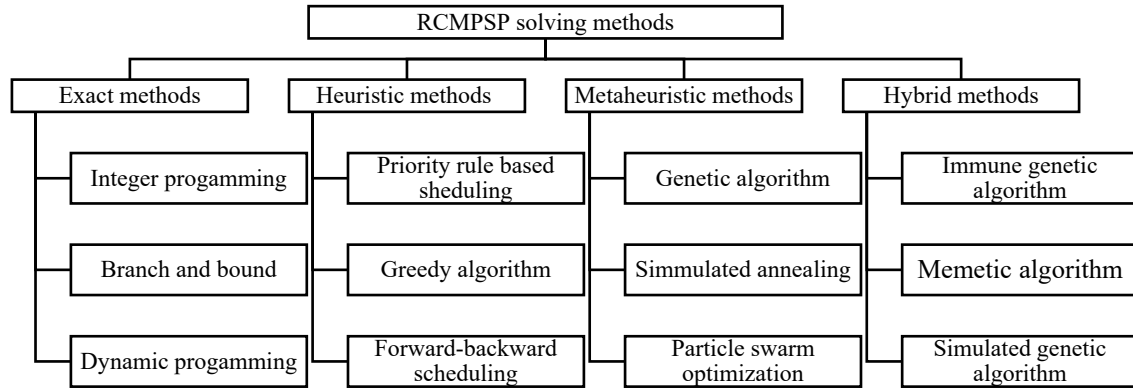 RCMPSP solving methods
Exact methods
Heuristic methods
Metaheuristic methods
Hybrid methods
Integer progamming
Priority rule based
sheduling
Genetic algorithm
Immune genetic
algorithm
Branch and bound
Greedy algorithm
Simmulated annealing
Memetic algorithm
Dynamic progamming
Forward-backward
scheduling
Particle swarm
optimization
Simulated genetic
algorithm